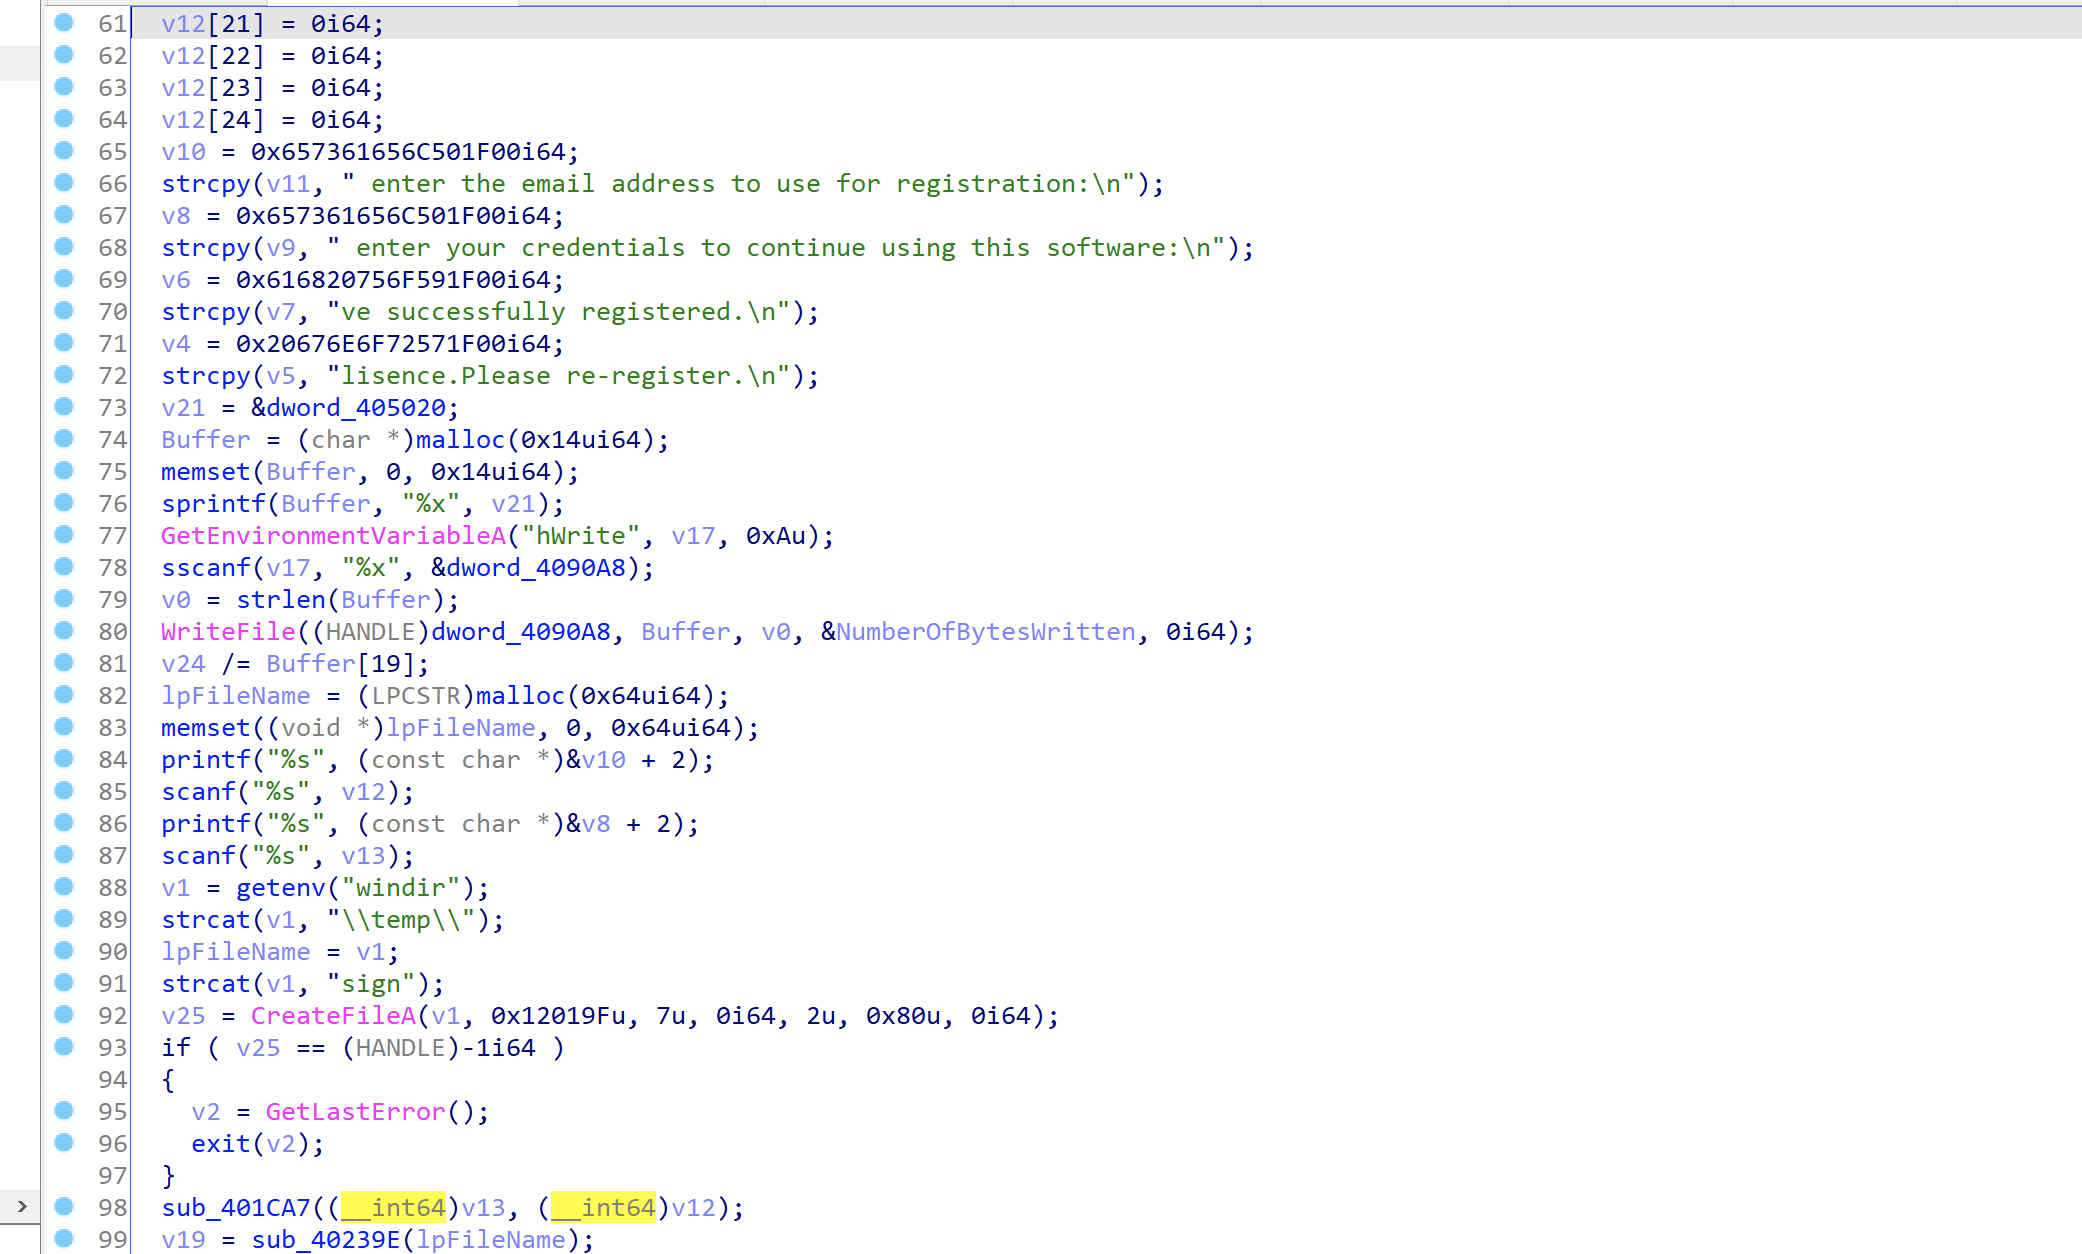 61 v12[21] = 0i64;
62 v12[22] = 0i64;
63 v12[23] = 0i64;
64 v12[24] = 0i64;
65 v10 = 0x657361656C501F00i64;
66 strcpy(v11, " enter the email address to use for registration:\n");
67 v8 = 0x657361656C501F00i64;
68 strcpy(v9, " enter your credentials to continue using this software:\n");
69 v6 = 0x616820756F591F00i64;
70 strcpy(v7, "ve successfully registered.\n");
71 v4 = 0x20676E6F72571F00i64;
72 strcpy(v5, "lisence.Please re-register.\n");
73 v21 = &dword_405020;
74 Buffer = (char *)malloc(0x14ui64);
75 memset(Buffer, 0, 0x14ui64);
76 sprintf(Buffer, "%x", v21);
77 GetEnvironmentVariableA("hWrite", v17, 0xAu);
78 sscanf(v17, "%x", &dword_4090A8);
79 v0 = strlen(Buffer);
80 WriteFile((HANDLE)dword_4090A8, Buffer, v0, &NumberOfBytesWritten, 0i64);
81 v24 /= Buffer[19];
82 lpFileName = (LPCSTR)malloc(0x64ui64);
83 memset((void *)lpFileName, 0, 0x64ui64);
84 printf("%s", (const char *)&v10 + 2);
85 scanf("%s", v12);
86 printf("%s", (const char *)&v8 + 2);
87 scanf("%s", v13);
88 v1 = getenv("windir");
89 strcat(v1, "\\temp\\");
90 lpFileName = v1;
91 strcat(v1, "sign");
92 v25 = CreateFileA(v1, 0x12019Fu, 7u, 0i64, 2u, 0x80u, 0i64);
93 if ( v25 == (HANDLE)-1i64 )
94 {
95 v2 = GetLastError();
96 exit(v2);
97 }
98 sub_401CA7((__int64)v13, (__int64)v12);
99 v19 = sub_40239E(lpFileName);